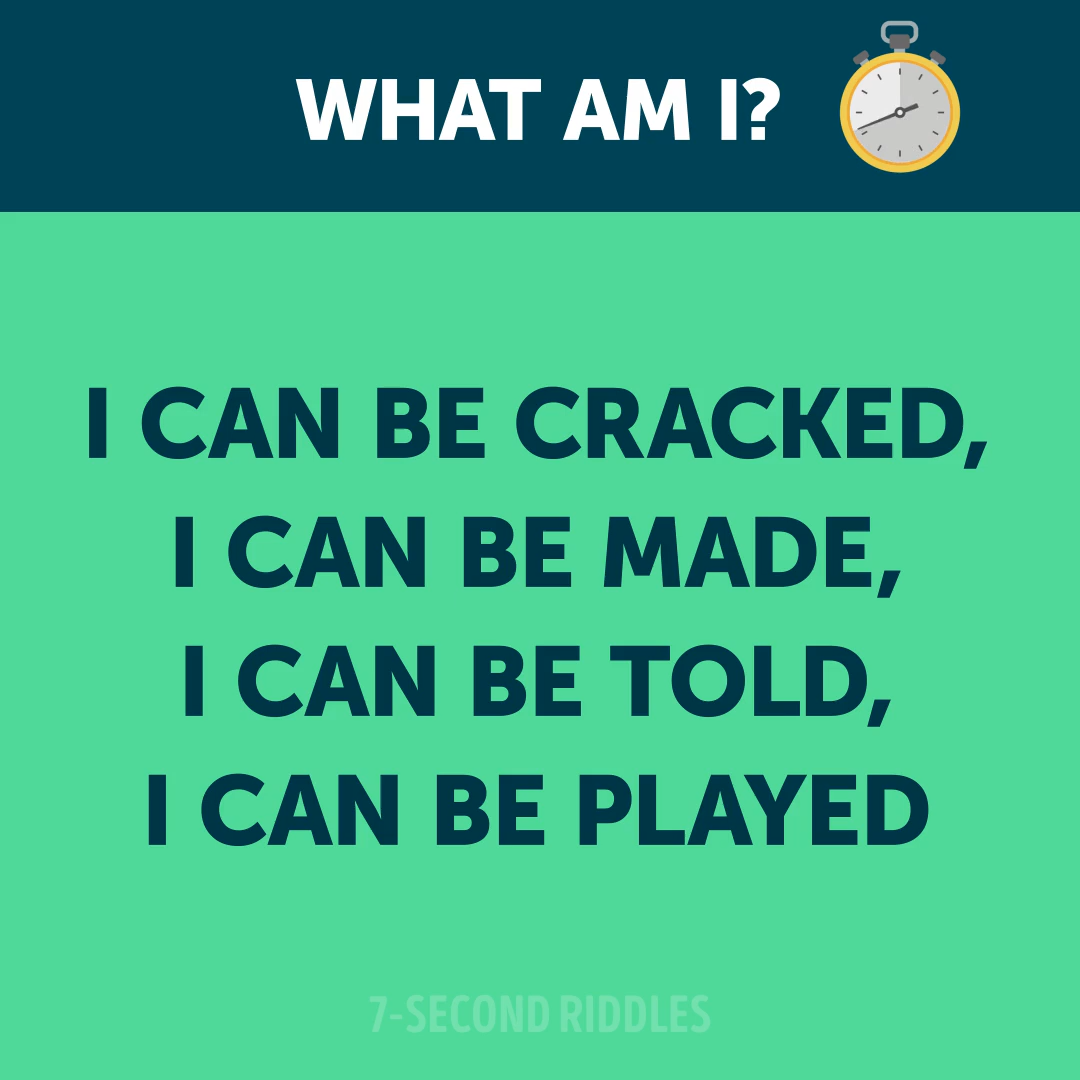 WHAT AM I?
I CAN BE CRACKED,
I CAN BE MADE,
I CAN BE TOLD,
I CAN BE PLAYED
7-SECOND RIDDLES